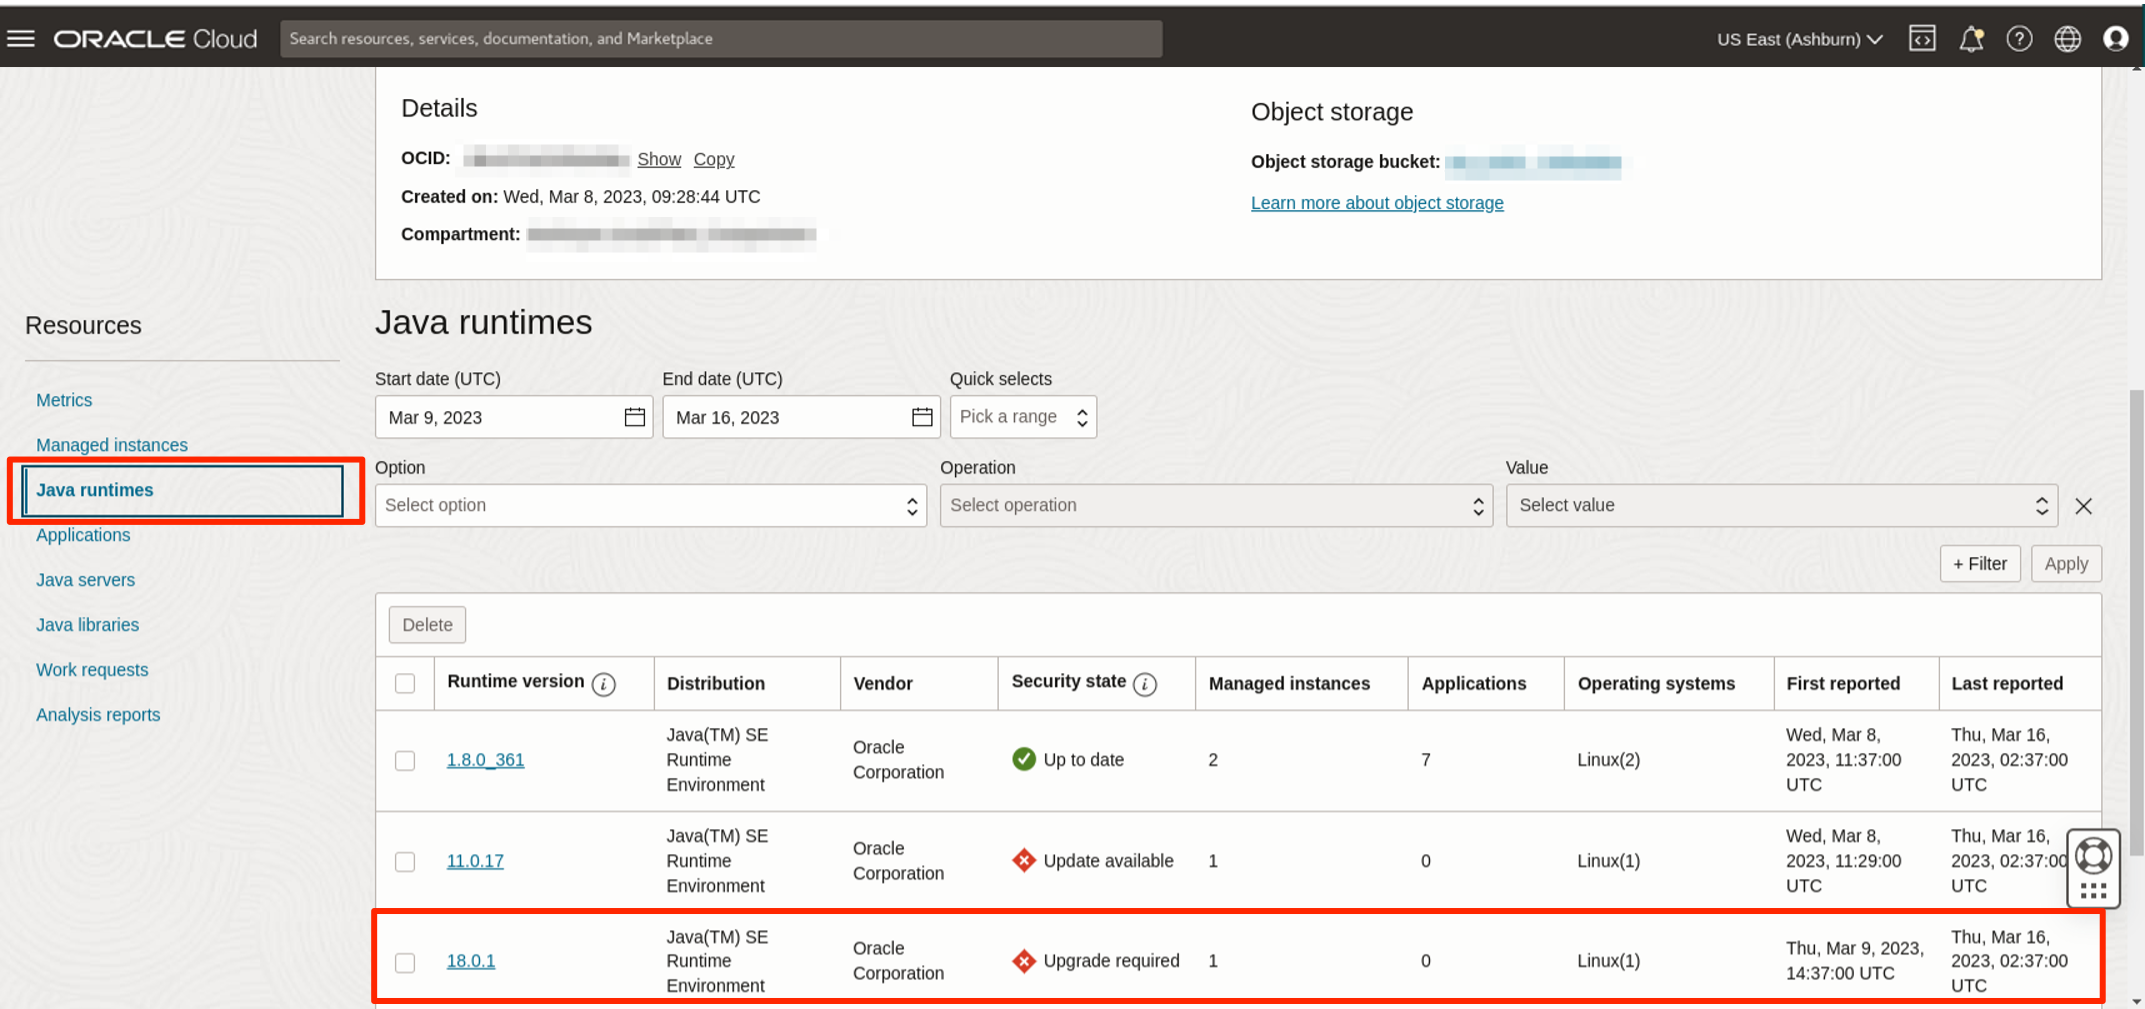 ORACLE Cloud
Search resources, services, documentation, and Marketplace
US East (Ashburn)
Details
OCID: Show Copy
Created on: Wed, Mar 8, 2023, 09:28:44 UTC
Compartment:
Object storage
Object storage bucket:
Learn more about object storage
Resources
Metrics
Managed instances
Java runtimes
Applications
Java servers
Java libraries
Work requests
Analysis reports
Java runtimes
Start date (UTC) End date (UTC) Quick selects
Mar 9, 2023 Mar 16, 2023 Pick a range
Option Operation Value
Select option Select operation Select value
+ Filter Apply
Delete
Runtime version Distribution Vendor Security state Managed instances Applications Operating systems First reported Last reported
1.8.0_361
Java(TM) SE
Runtime
Environment
Oracle
Corporation
Up to date
2
7
Linux(2)
Wed, Mar 8,
2023, 11:37:00
UTC
Thu, Mar 16,
2023, 02:37:00
UTC
11.0.17
Java(TM) SE
Runtime
Environment
Oracle
Corporation
Update available
1
0
Linux(1)
Wed, Mar 8,
2023, 11:29:00
UTC
Thu, Mar 16,
2023, 02:37:00
UTC
18.0.1
Java(TM) SE
Runtime
Environment
Oracle
Corporation
Upgrade required
1
0
Linux(1)
Thu, Mar 9, 2023,
14:37:00 UTC
Thu, Mar 16,
2023, 02:37:00
UTC